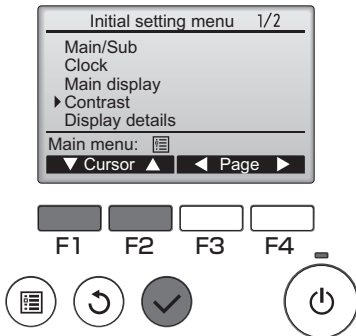 Initial setting menu 1/2
Main/Sub
Clock
Main display
Contrast
Display details
Main menu:
Cursor Page
F1 F2 F3 F4